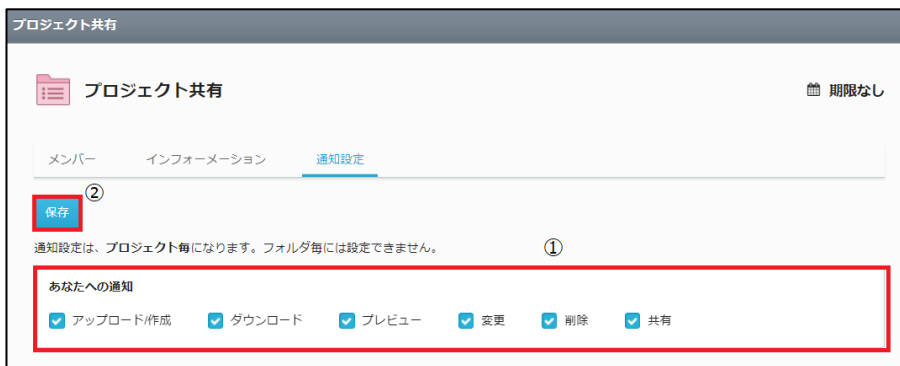 プロジェクト共有
プロジェクト共有
期限なし
メンバー インフォーメーション 通知設定
②
保存
通知設定は、プロジェクト毎になります。フォルダ毎には設定できません。
①
あなたへの通知
アップロード/作成 ダウンロード プレビュー 変更 削除 共有